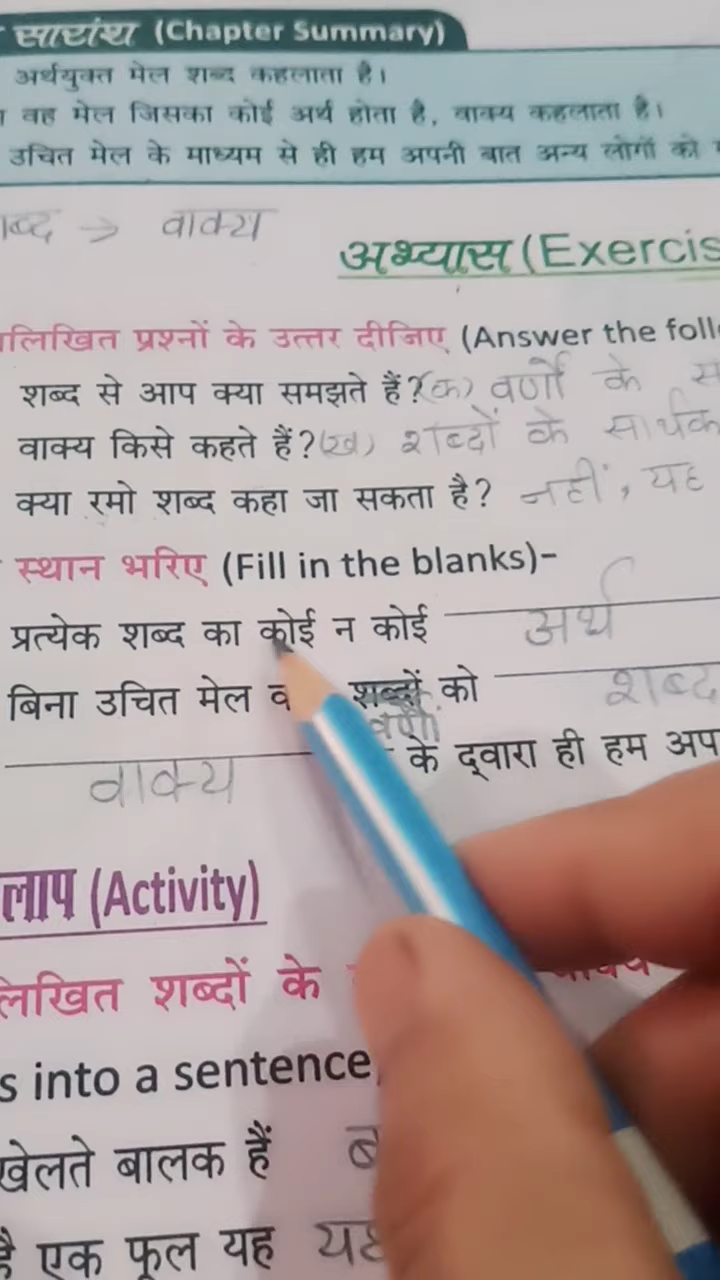 सारांश (Chapter Summary)
अर्थयुक्त मेल शब्द कहलाता है।
वह मेल जिसका कोई अर्थ होता है, वाक्य कहलाता है।
उचित मेल के माध्यम से ही हम अपनी बात अन्य लोगों को
→ वाक्य
अभ्यास (Exercis
लिखित प्रश्नों के उत्तर दीजिए (Answer the foll
शब्द से आप क्या समझते हैं? (क) वर्णों के स
वाक्य किसे कहते हैं? (ख) शब्दों के सार्थक
क्या रमो शब्द कहा जा सकता है? नहीं, यह
स्थान भरिए (Fill in the blanks)-
प्रत्येक शब्द का कोई न कोई अर्थ
बिना उचित मेल शब्दों को शब्द
वर्णों
वाक्य के द्वारा ही हम अप
लाप (Activity)
लिखित शब्दों के
s into a sentence
खेलते बालक हैं ब
है एक फूल यह यह